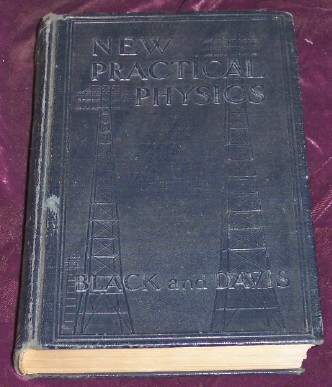 NEW
PRACTICAL
PHYSICS
BLACK and DAVIS